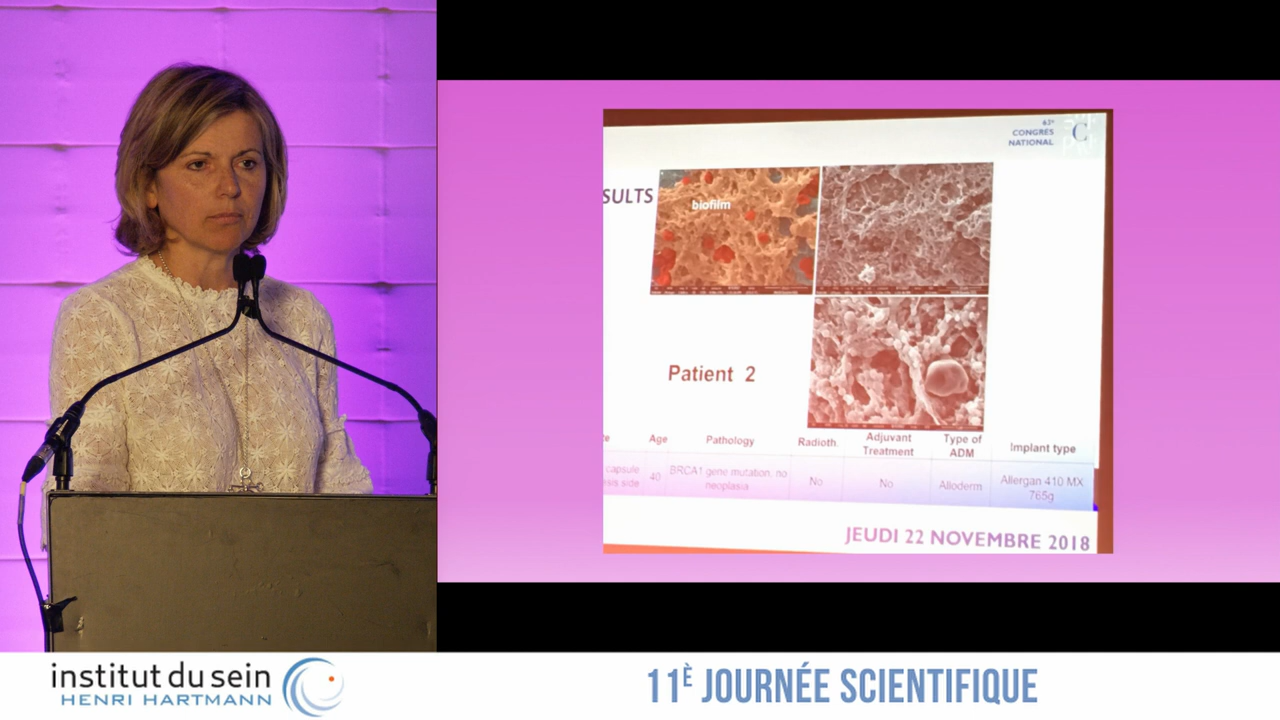 63e
CONGRÈS
NATIONAL
C
SULTS
biofilm
Patient 2
Age
Pathology
Radioth.
Adjuvant
Treatment
Type of
ADM
Implant type
capsule
side
40
BRCA1 gene mutation, no
neoplasis
No
No
Alloderm
Allergan 410 MX
765g
JEUDI 22 NOVEMBRE 2018
institut du sein
HENRI HARTMANN
11È JOURNÉE SCIENTIFIQUE